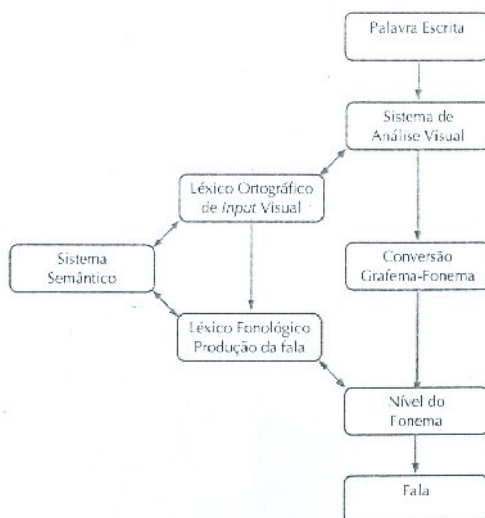 Palavra Escrita
Sistema de
Análise Visual
Léxico Ortográfico
de Input Visual
Sistema
Semântico
Conversão
Grafema-Fonema
Léxico Fonológico
Produção da fala
Nível do
Fonema
Fala